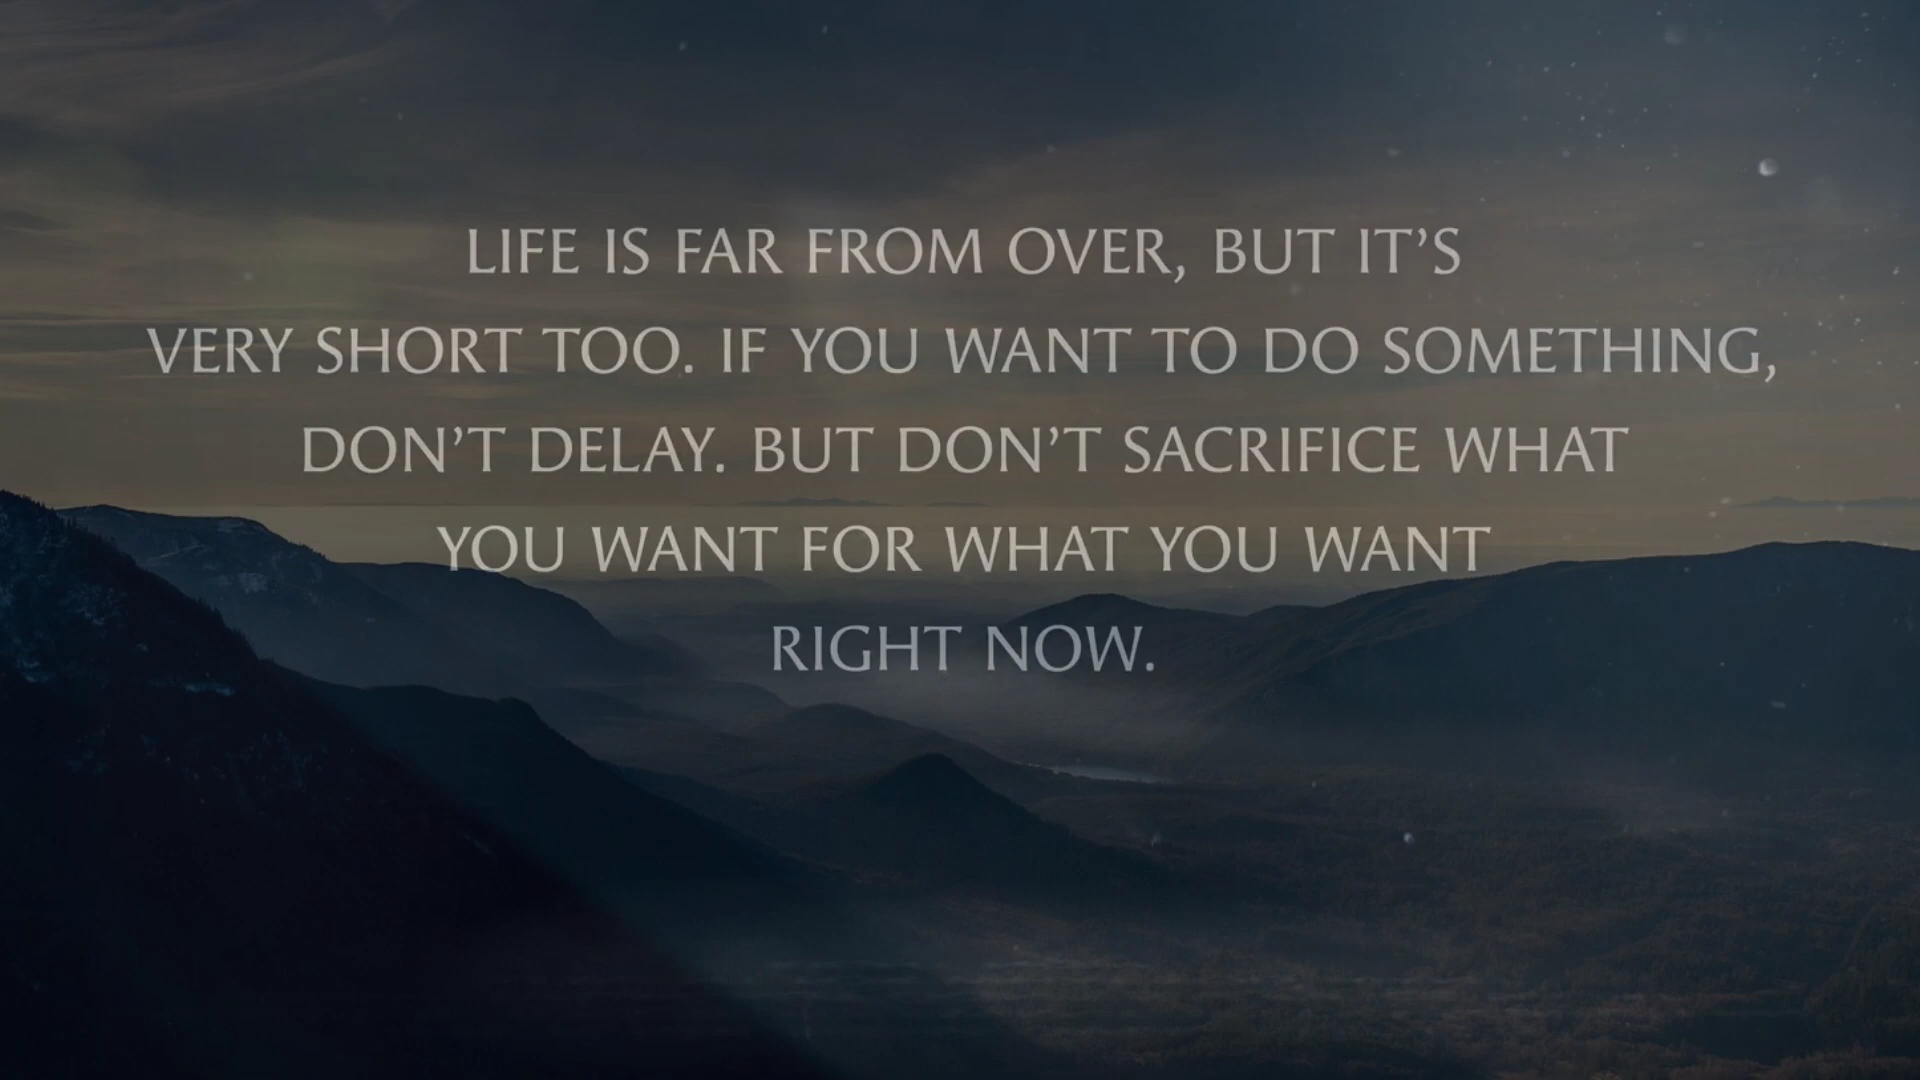 LIFE IS FAR FROM OVER, BUT IT’S
VERY SHORT TOO. IF YOU WANT TO DO SOMETHING,
DON’T DELAY. BUT DON’T SACRIFICE WHAT
YOU WANT FOR WHAT YOU WANT
RIGHT NOW.